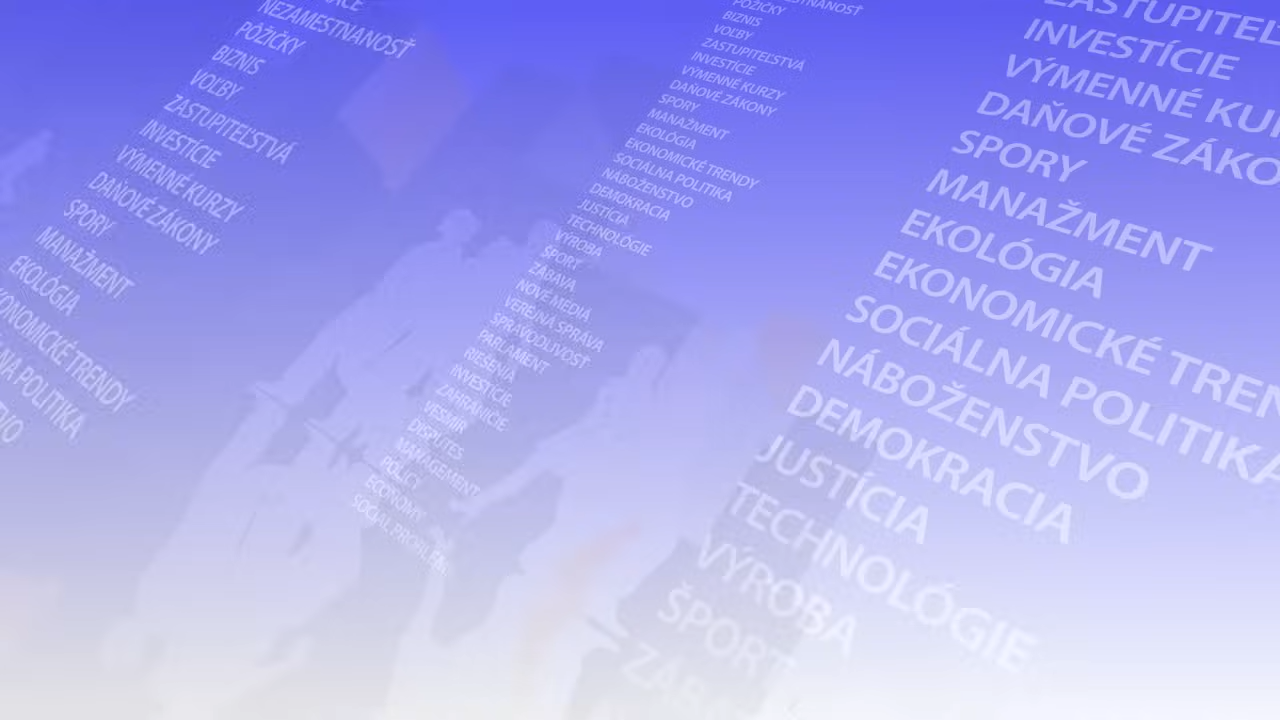 NEZAMESTNANOSŤ
PÔŽIČKY
BIZNIS
VOĽBY
ZASTUPITEĽSTVÁ
INVESTÍCIE
VÝMENNÉ KURZY
DAŇOVÉ ZÁKONY
SPORY
MANAŽMENT
EKOLÓGIA
KONOMICKÉ TRENDY
NA POLITIKA
VO
PÔŽIČKY
BIZNIS
VOĽBY
ZASTUPITEĽSTVÁ
INVESTÍCIE
VÝMENNÉ KURZY
DAŇOVÉ ZÁKONY
SPORY
MANAŽMENT
EKOLÓGIA
EKONOMICKÉ TRENDY
SOCIÁLNA POLITIKA
NÁBOŽENSTVO
DEMOKRACIA
JUSTÍCIA
TECHNOLÓGIE
VÝROBA
ŠPORT
ZÁBAVA
NOVÉ MÉDIÁ
VEREJNÁ SPRÁVA
SPRAVODLIVOSŤ
PARLAMENT
RIEŠENIA
INVESTÍCIE
ZAHRANIČIE
VESMÍR
DISPUTES
MANAGEMENT
POLICY
ECONOMY
SOCIAL PROBLEM
ZASTUPITEĽ
INVESTÍCIE
VÝMENNÉ KU
DAŇOVÉ ZÁKO
SPORY
MANAŽMENT
EKOLÓGIA
EKONOMICKÉ TREN
SOCIÁLNA POLITIKA
NÁBOŽENSTVO
DEMOKRACIA
JUSTÍCIA
TECHNOLÓGIE
VÝROBA
ŠPORT